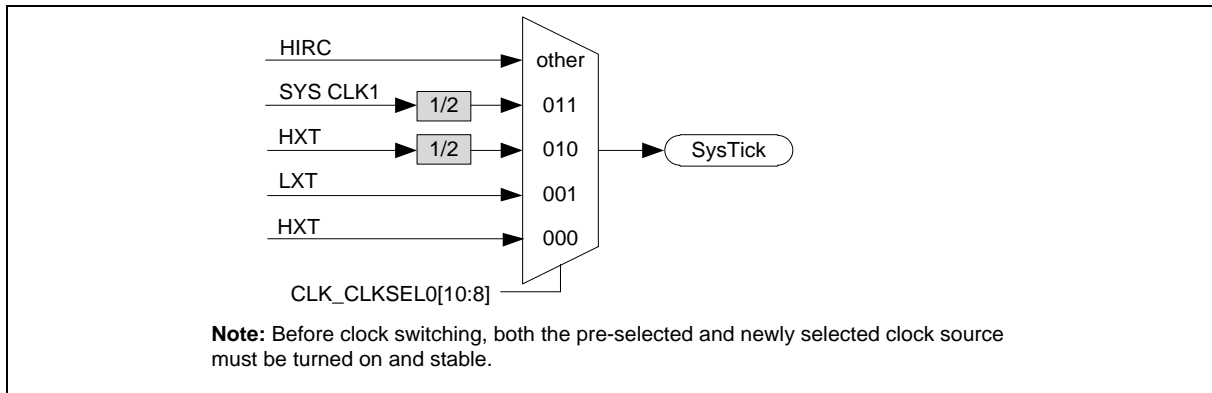 HIRC
other
SYS CLK1
1/2
011
HXT
1/2
010
SysTick
LXT
001
HXT
000
CLK_CLKSEL0[10:8]
Note: Before clock switching, both the pre-selected and newly selected clock source
must be turned on and stable.